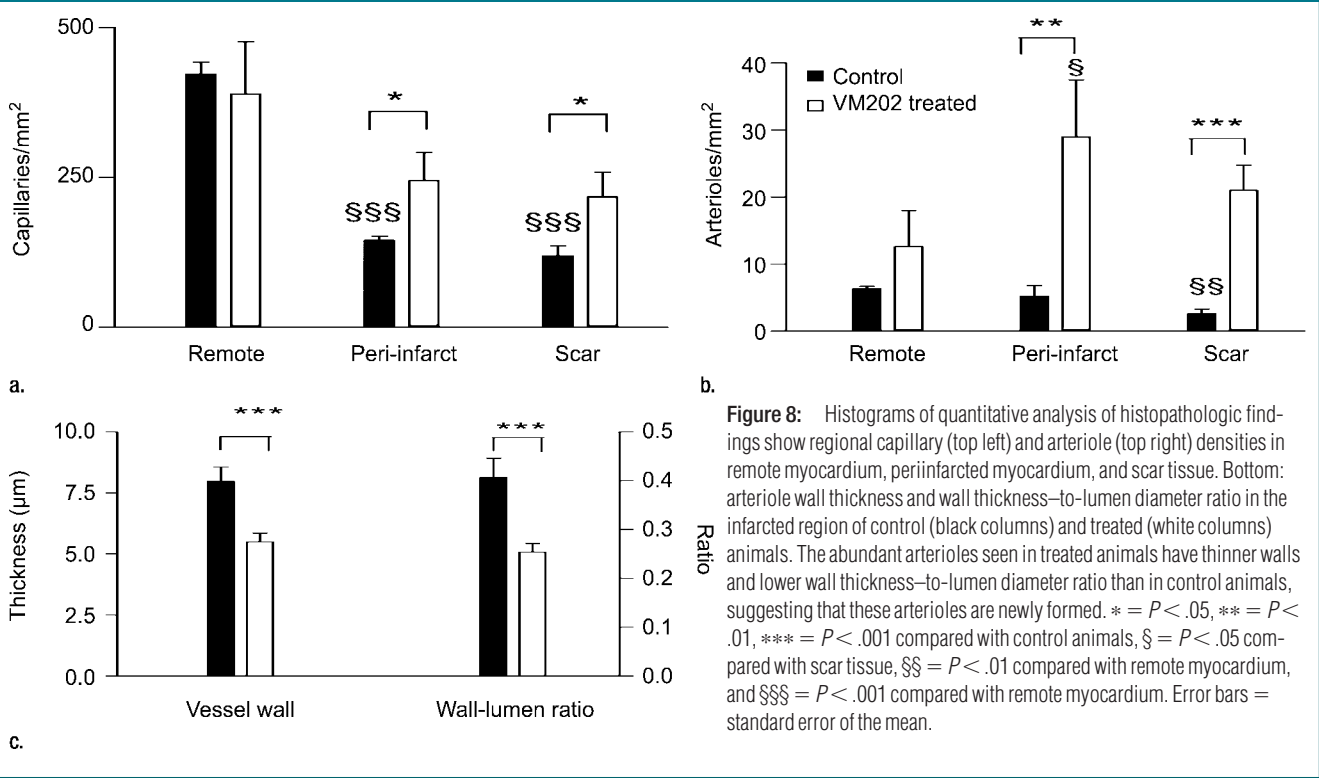 500
250
0
Capillaries/mm²
*
*
§§§
§§§
Remote
Peri-infarct
Scar
a.
40
30
20
10
0
Arterioles/mm²
Control
VM202 treated
**
§
***
§§
Remote
Peri-infarct
Scar
b.
10.0
7.5
5.0
2.5
0.0
Thickness (μm)
***
***
0.5
0.4
0.3
0.2
0.1
0.0
Ratio
Vessel wall
Wall-lumen ratio
c.
Figure 8: Histograms of quantitative analysis of histopathologic find-
ings show regional capillary (top left) and arteriole (top right) densities in
remote myocardium, periinfarcted myocardium, and scar tissue. Bottom:
arteriole wall thickness and wall thickness–to-lumen diameter ratio in the
infarcted region of control (black columns) and treated (white columns)
animals. The abundant arterioles seen in treated animals have thinner walls
and lower wall thickness–to-lumen diameter ratio than in control animals,
suggesting that these arterioles are newly formed. * = P < .05, ** = P <
.01, *** = P < .001 compared with control animals, § = P < .05 com-
pared with scar tissue, §§ = P < .01 compared with remote myocardium,
and §§§ = P < .001 compared with remote myocardium. Error bars =
standard error of the mean.